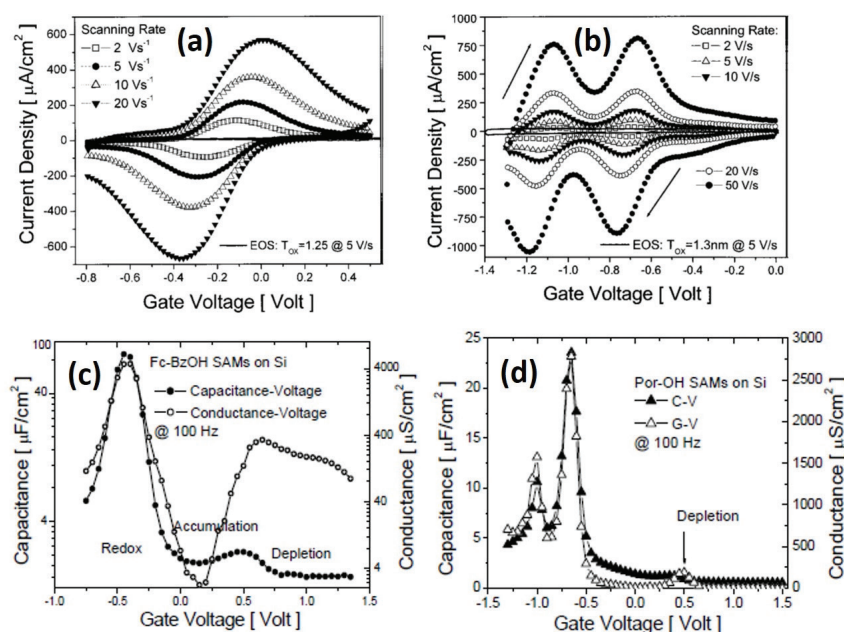 (a)
Scanning Rate
2 Vs⁻¹
5 Vs⁻¹
10 Vs⁻¹
20 Vs⁻¹
EOS: T_OX=1.25 @ 5 V/s
Current Density [ μA/cm² ]
600
400
200
0
-200
-400
-600
-0.8 -0.6 -0.4 -0.2 0.0 0.2 0.4
Gate Voltage [ Volt ]
(b)
Scanning Rate:
2 V/s
5 V/s
10 V/s
20 V/s
50 V/s
EOS: T_OX=1.3nm @ 5 V/s
Current Density [ μA/cm² ]
1000
750
500
250
0
250
500
750
1000
-1.4 -1.2 -1.0 -0.8 -0.6 -0.4 -0.2 0.0
Gate Voltage [ Volt ]
(c)
Fc-BzOH SAMs on Si
Capacitance-Voltage
Conductance-Voltage
@ 100 Hz
Accumulation
Redox
Depletion
Capacitance [ μF/cm² ]
100
40
4
Conductance [ μS/cm² ]
4000
400
40
4
-1.0 -0.5 0.0 0.5 1.0 1.5
Gate Voltage [ Volt ]
(d)
Por-OH SAMs on Si
C-V
G-V
@ 100 Hz
Depletion
Capacitance [ μF/cm² ]
25
20
15
10
5
0
Conductance [ μS/cm² ]
3000
2500
2000
1500
1000
500
0
-1.5 -1.0 -0.5 0.0 0.5 1.0 1.5
Gate Voltage [ Volt ]